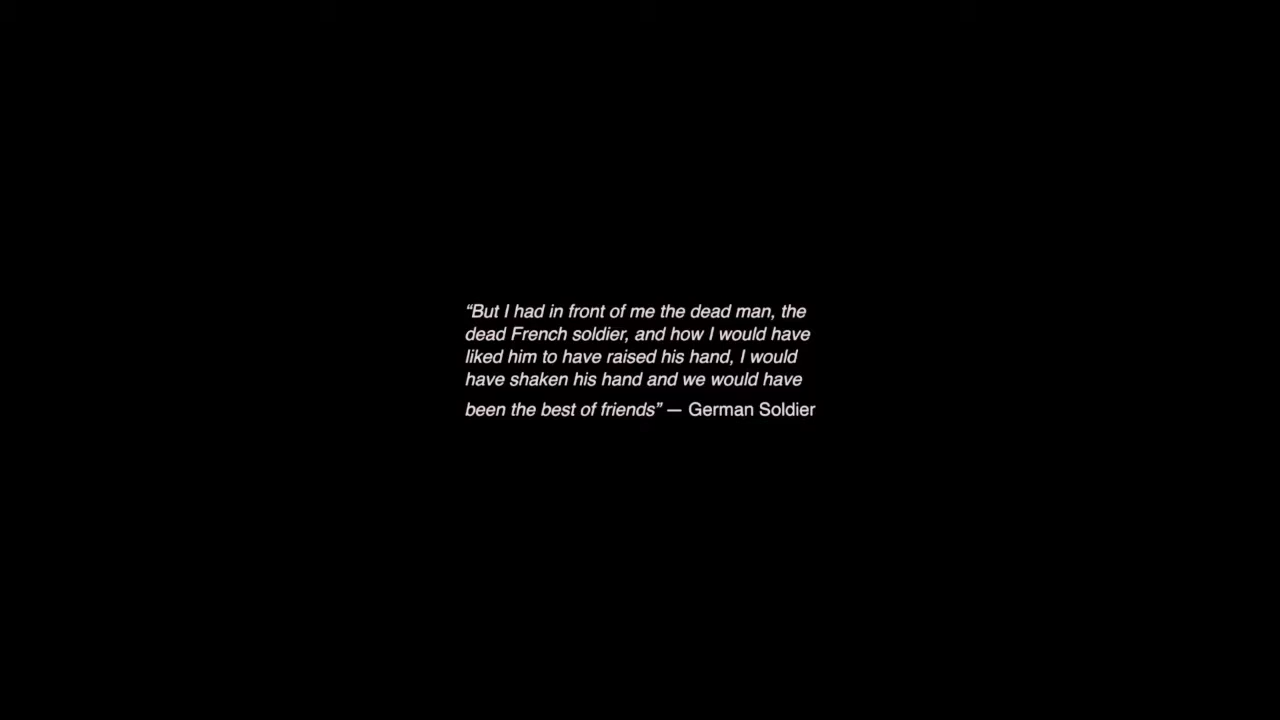 “But I had in front of me the dead man, the
dead French soldier, and how I would have
liked him to have raised his hand, I would
have shaken his hand and we would have
been the best of friends” — German Soldier